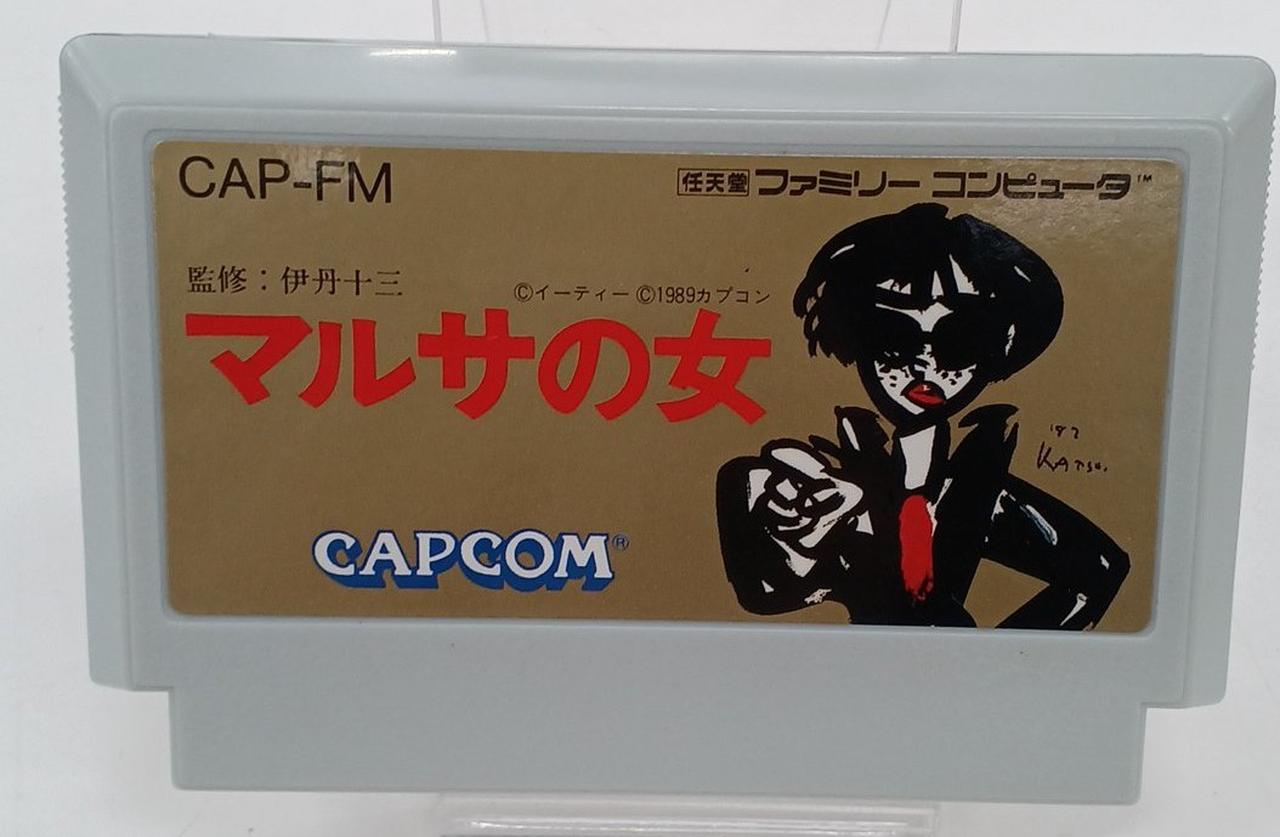 CAP-FM
任天堂 ファミリー コンピュータ™
監修：伊丹十三
©イーティー ©1989カプコン
マルサの女
'87
KATSU.
CAPCOM®